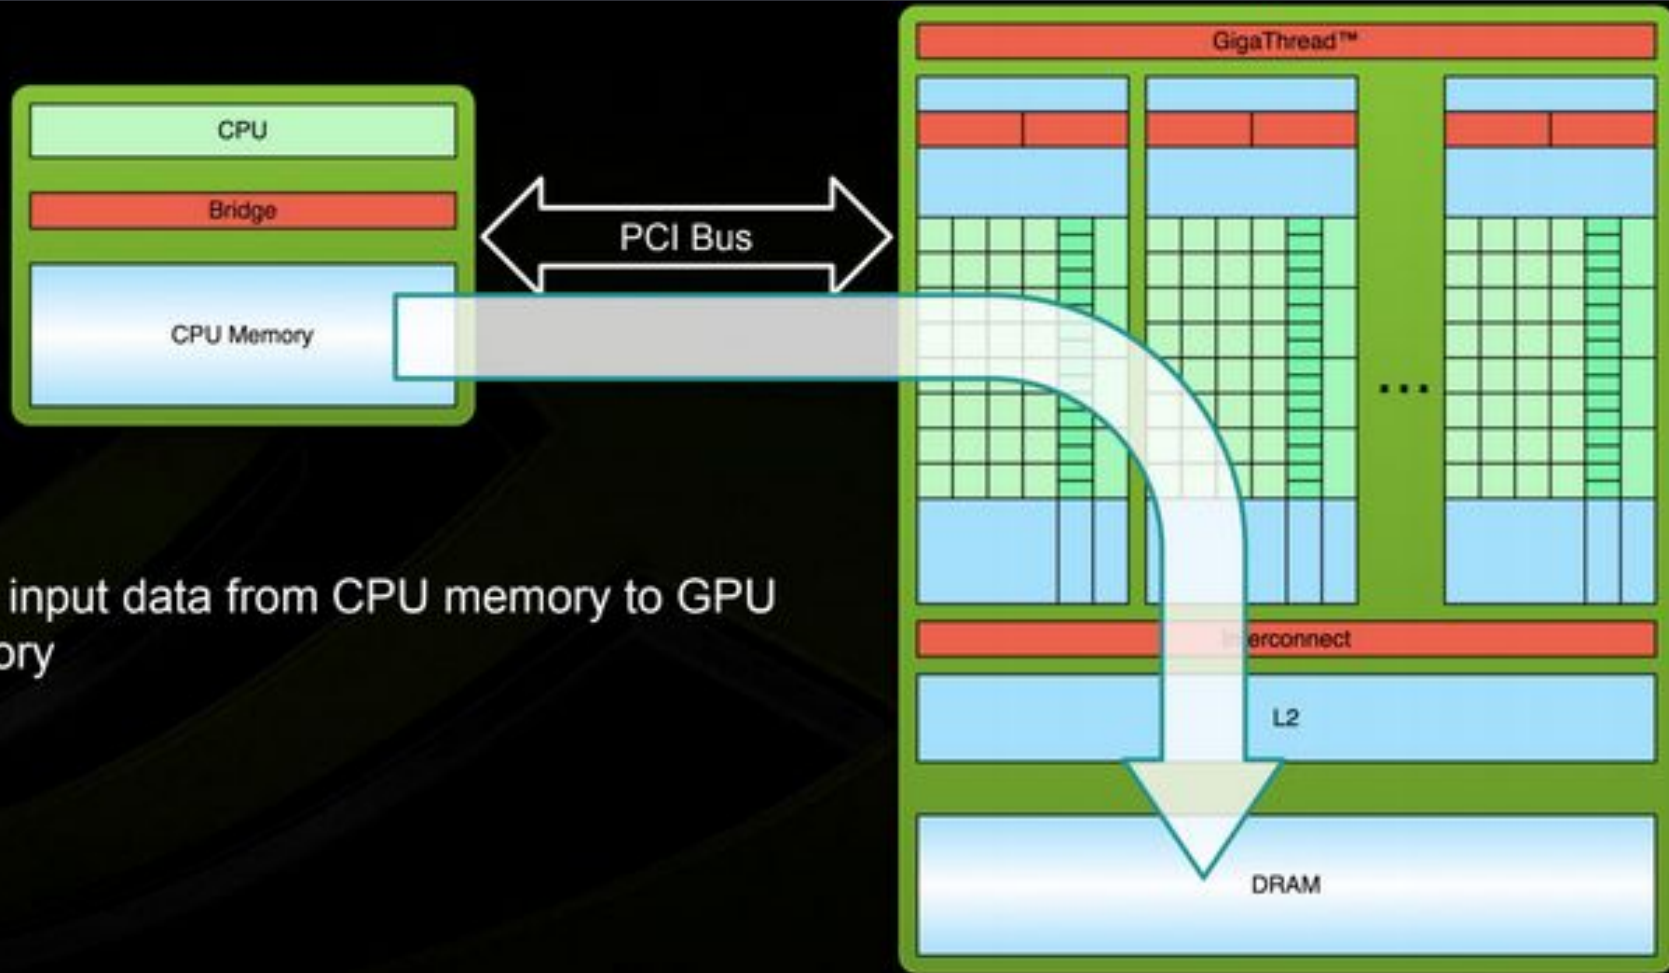 GigaThread™
CPU
Bridge
PCI Bus
CPU Memory
...
input data from CPU memory to GPU
ory
erconnect
L2
DRAM